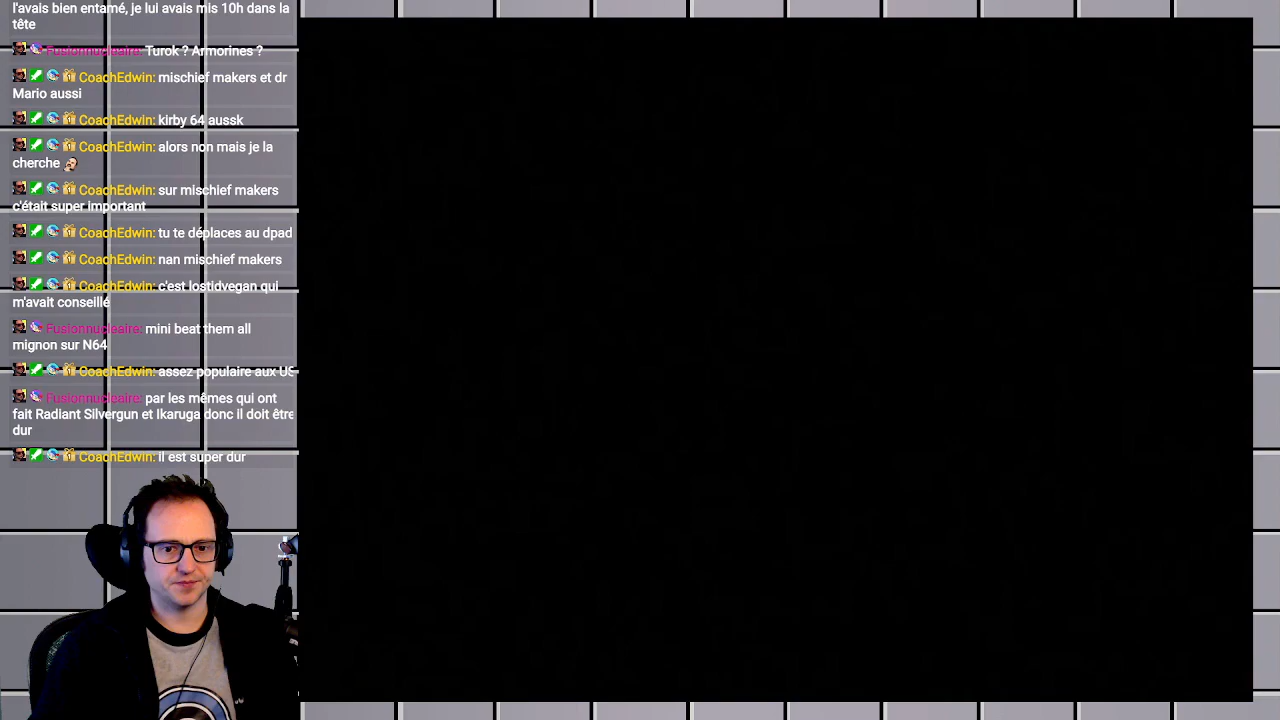 l'avais bien entamé, je lui avais mis 10h dans la
tête
Fusionnucleaire: Turok ? Armorines ?
CoachEdwin: mischief makers et dr
Mario aussi
CoachEdwin: kirby 64 aussk
CoachEdwin: alors non mais je la
cherche
CoachEdwin: sur mischief makers
c'était super important
CoachEdwin: tu te déplaces au dpad
CoachEdwin: nan mischief makers
CoachEdwin: c'est lostidvegan qui
m'avait conseillé
Fusionnucleaire: mini beat them all
mignon sur N64
CoachEdwin: assez populaire aux US
Fusionnucleaire: par les mêmes qui ont
fait Radiant Silvergun et Ikaruga donc il doit être
dur
CoachEdwin: il est super dur